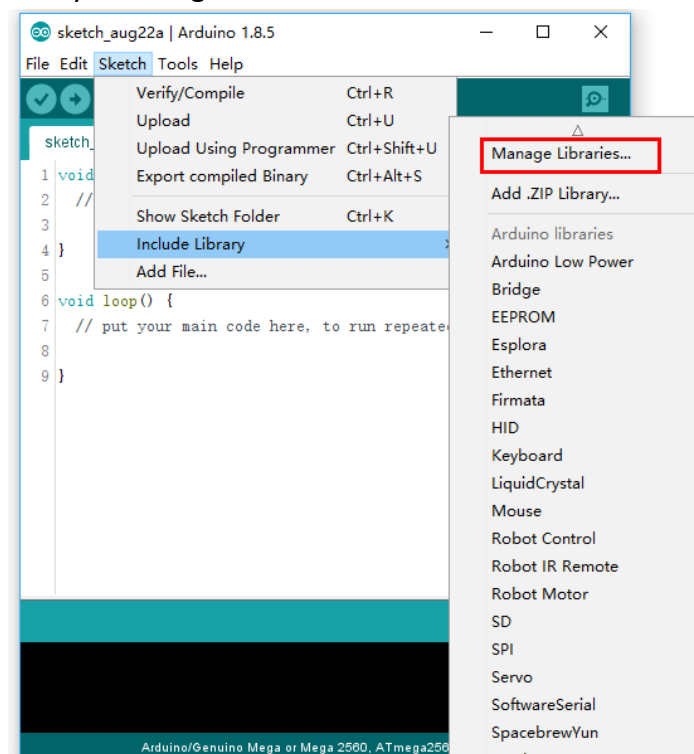 sketch_aug22a | Arduino 1.8.5
File Edit Sketch Tools Help
Verify/Compile Ctrl+R
Upload Ctrl+U
Upload Using Programmer Ctrl+Shift+U
Export compiled Binary Ctrl+Alt+S
Show Sketch Folder Ctrl+K
Include Library
Add File...
sketch_
1 void
2 //
3
4 }
5
6 void loop() {
7 // put your main code here, to run repeate
8
9 }
Manage Libraries...
Add .ZIP Library...
Arduino libraries
Arduino Low Power
Bridge
EEPROM
Esplora
Ethernet
Firmata
HID
Keyboard
LiquidCrystal
Mouse
Robot Control
Robot IR Remote
Robot Motor
SD
SPI
Servo
SoftwareSerial
SpacebrewYun
Arduino/Genuino Mega or Mega 2560, ATmega256